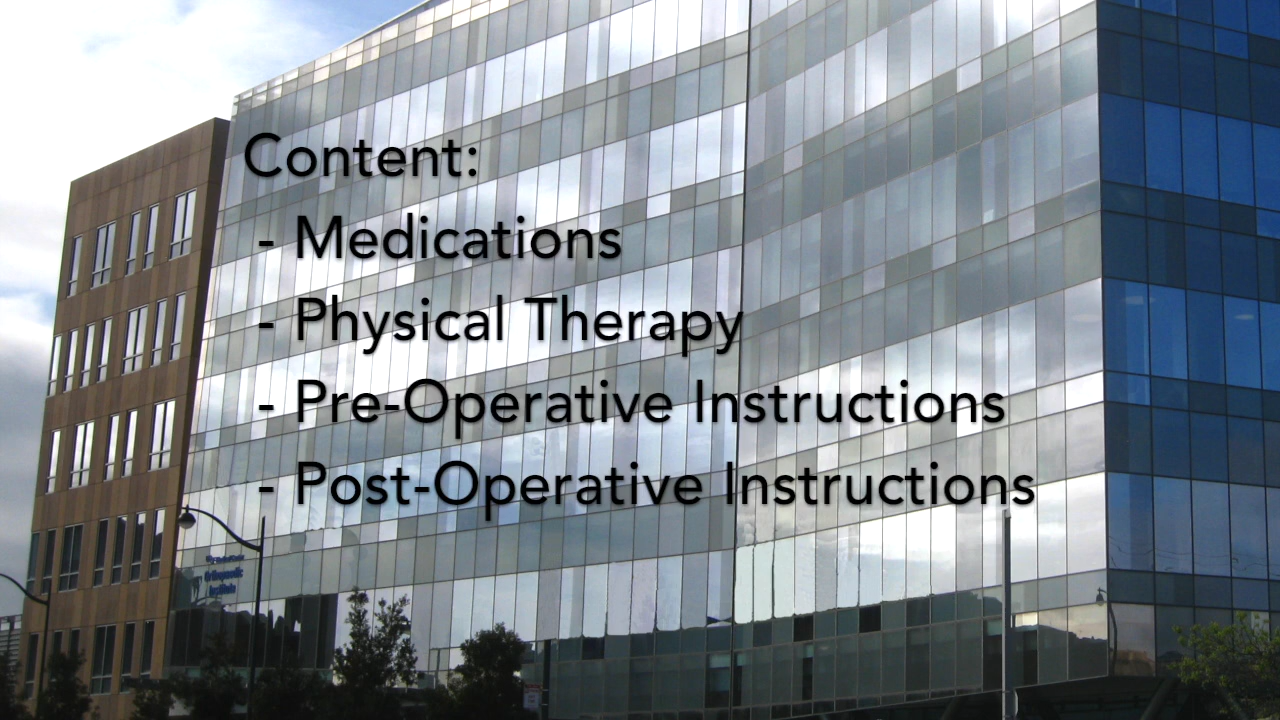 Content:
- Medications
- Physical Therapy
- Pre-Operative Instructions
- Post-Operative Instructions